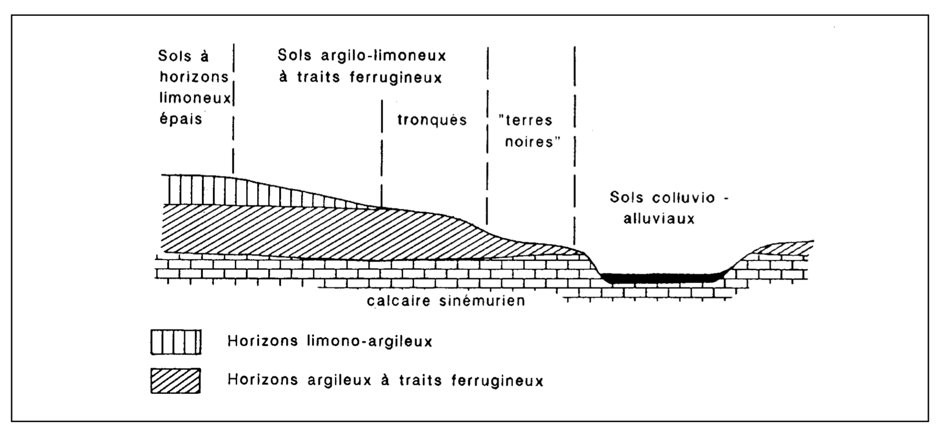 Sols à
horizons
limoneux
épais
Sols argilo-limoneux
à traits ferrugineux
tronqués
"terres
noires"
Sols colluvio -
alluviaux
calcaire sinémurien
Horizons limono-argileux
Horizons argileux à traits ferrugineux